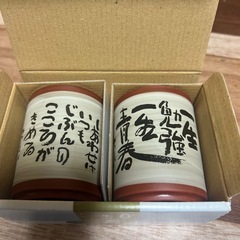 しあわせは
いつも
じぶんの
こころが
きめる
一生
勉強
一生
青春